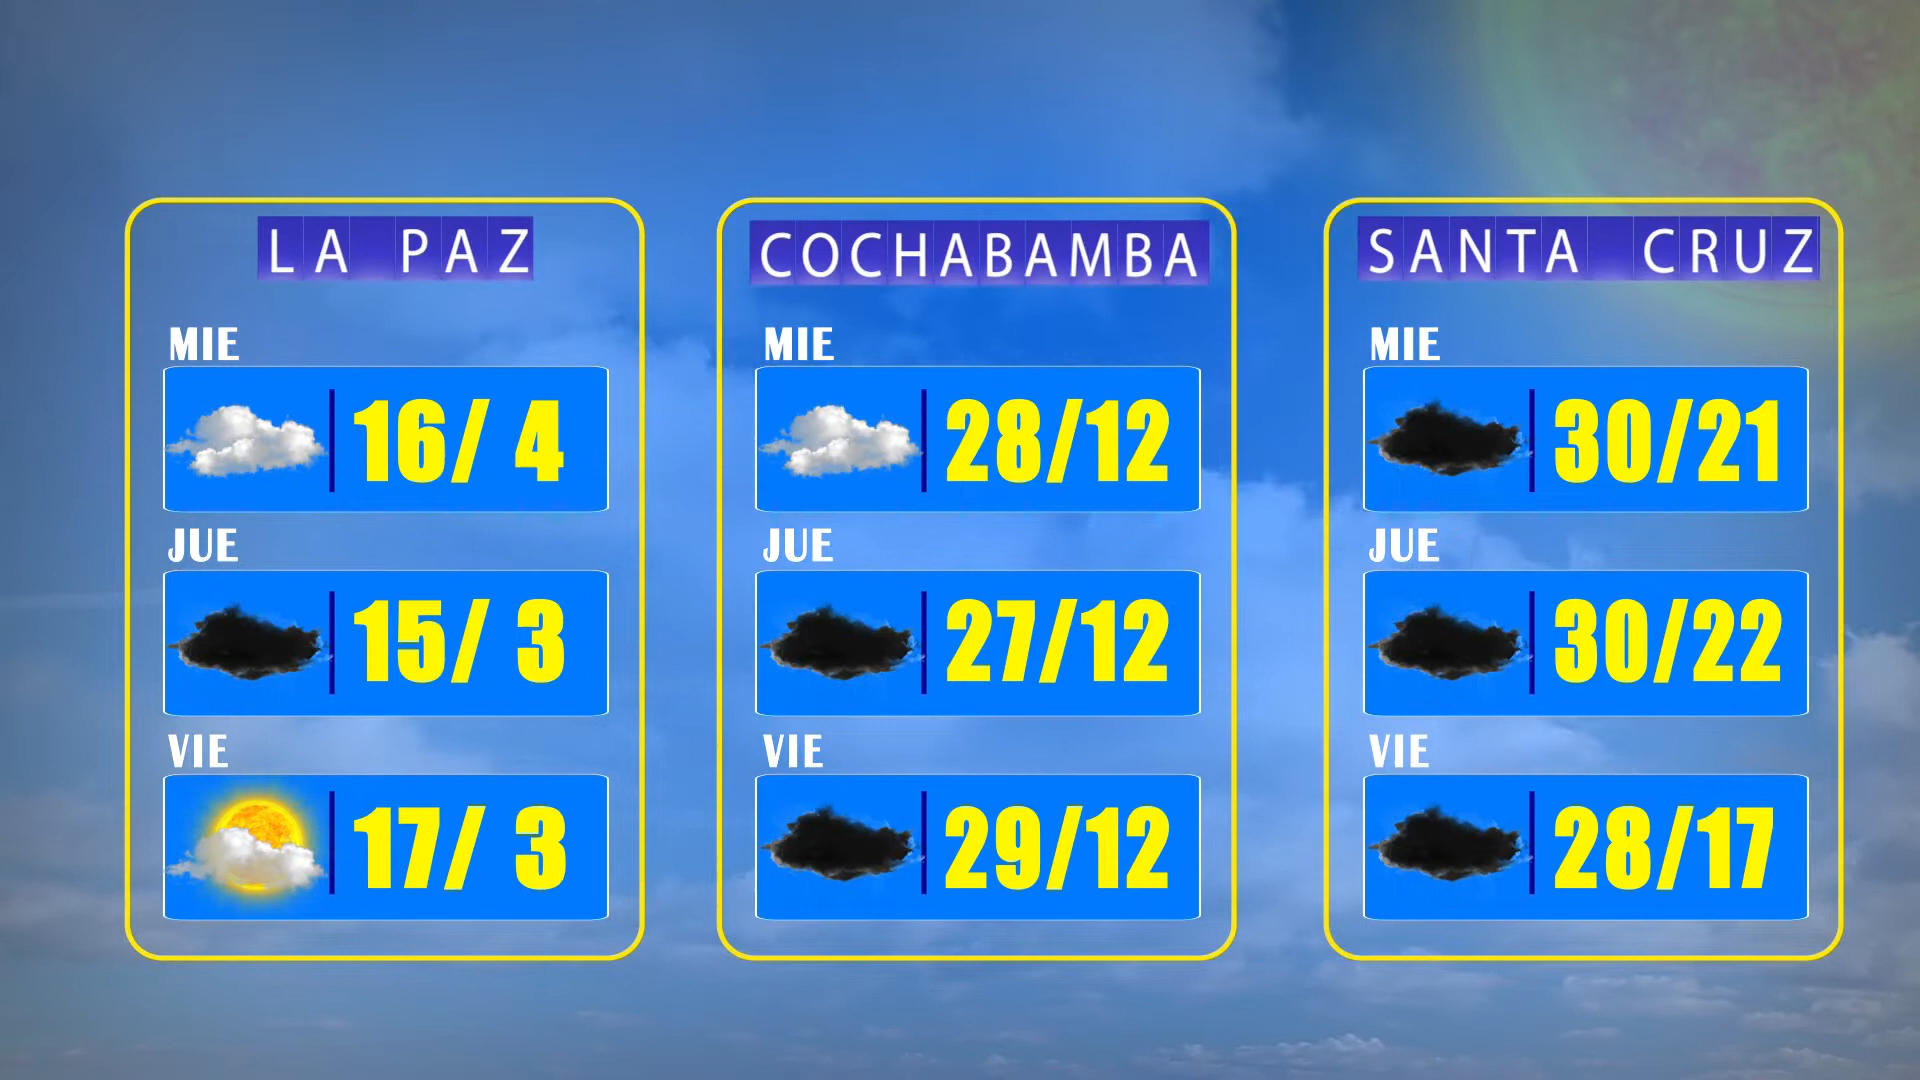 LA PAZ
MIE
16/ 4
JUE
15/ 3
VIE
17/ 3
COCHABAMBA
MIE
28/12
JUE
27/12
VIE
29/12
SANTA CRUZ
MIE
30/21
JUE
30/22
VIE
28/17